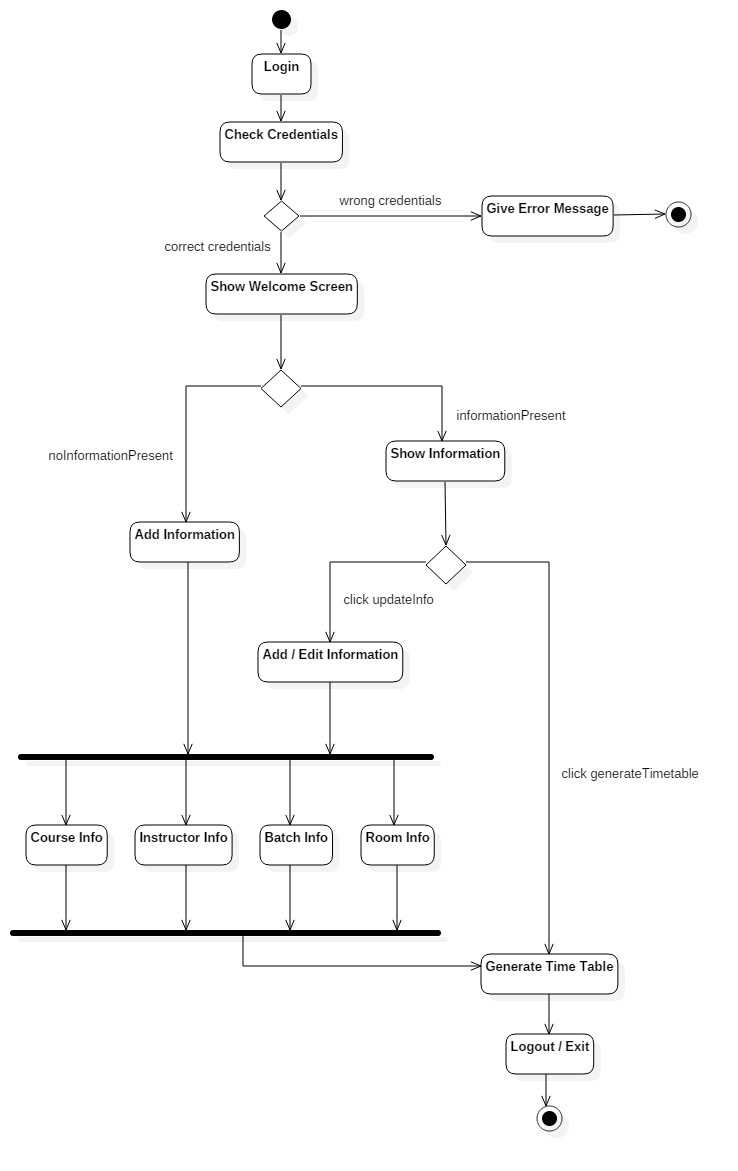 Login
Check Credentials
wrong credentials
Give Error Message
correct credentials
Show Welcome Screen
informationPresent
noInformationPresent
Show Information
Add Information
click updateInfo
Add / Edit Information
click generateTimetable
Course Info
Instructor Info
Batch Info
Room Info
Generate Time Table
Logout / Exit